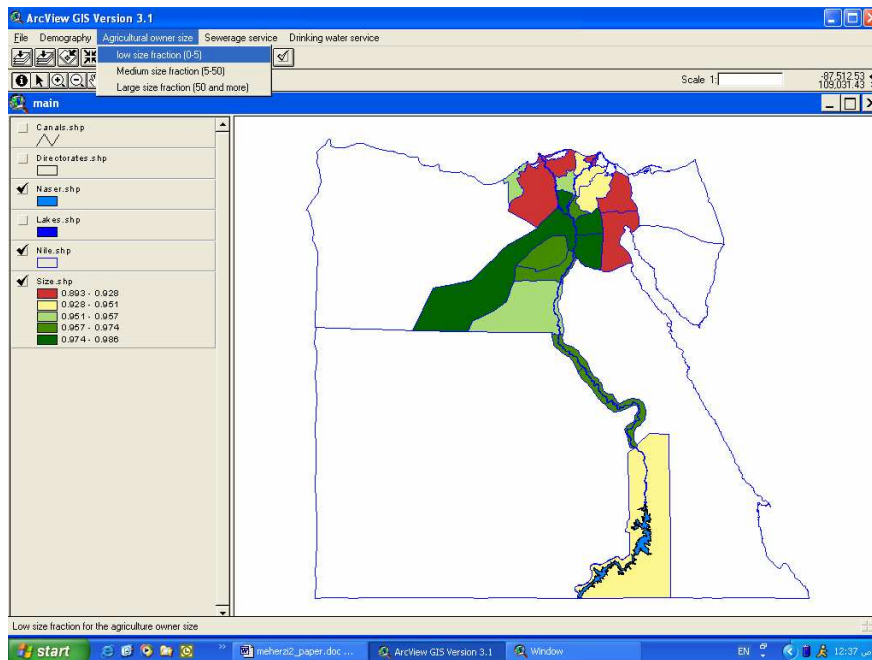 ArcView GIS Version 3.1
File Demography Agricultural owner size Sewerage service Drinking water service
low size fraction (0-5)
Medium size fraction (5-50)
Large size fraction (50 and more)
Scale 1:
-87,512.53
109,031.43
main
Canals.shp
Directorates.shp
Naser.shp
Lakes.shp
Nile.shp
Size.shp
0.893 - 0.928
0.928 - 0.951
0.951 - 0.957
0.957 - 0.974
0.974 - 0.986
Low size fraction for the agriculture owner size
start
meherzi2_paper.doc ...
ArcView GIS Version 3.1
Window
EN
12:37 ص